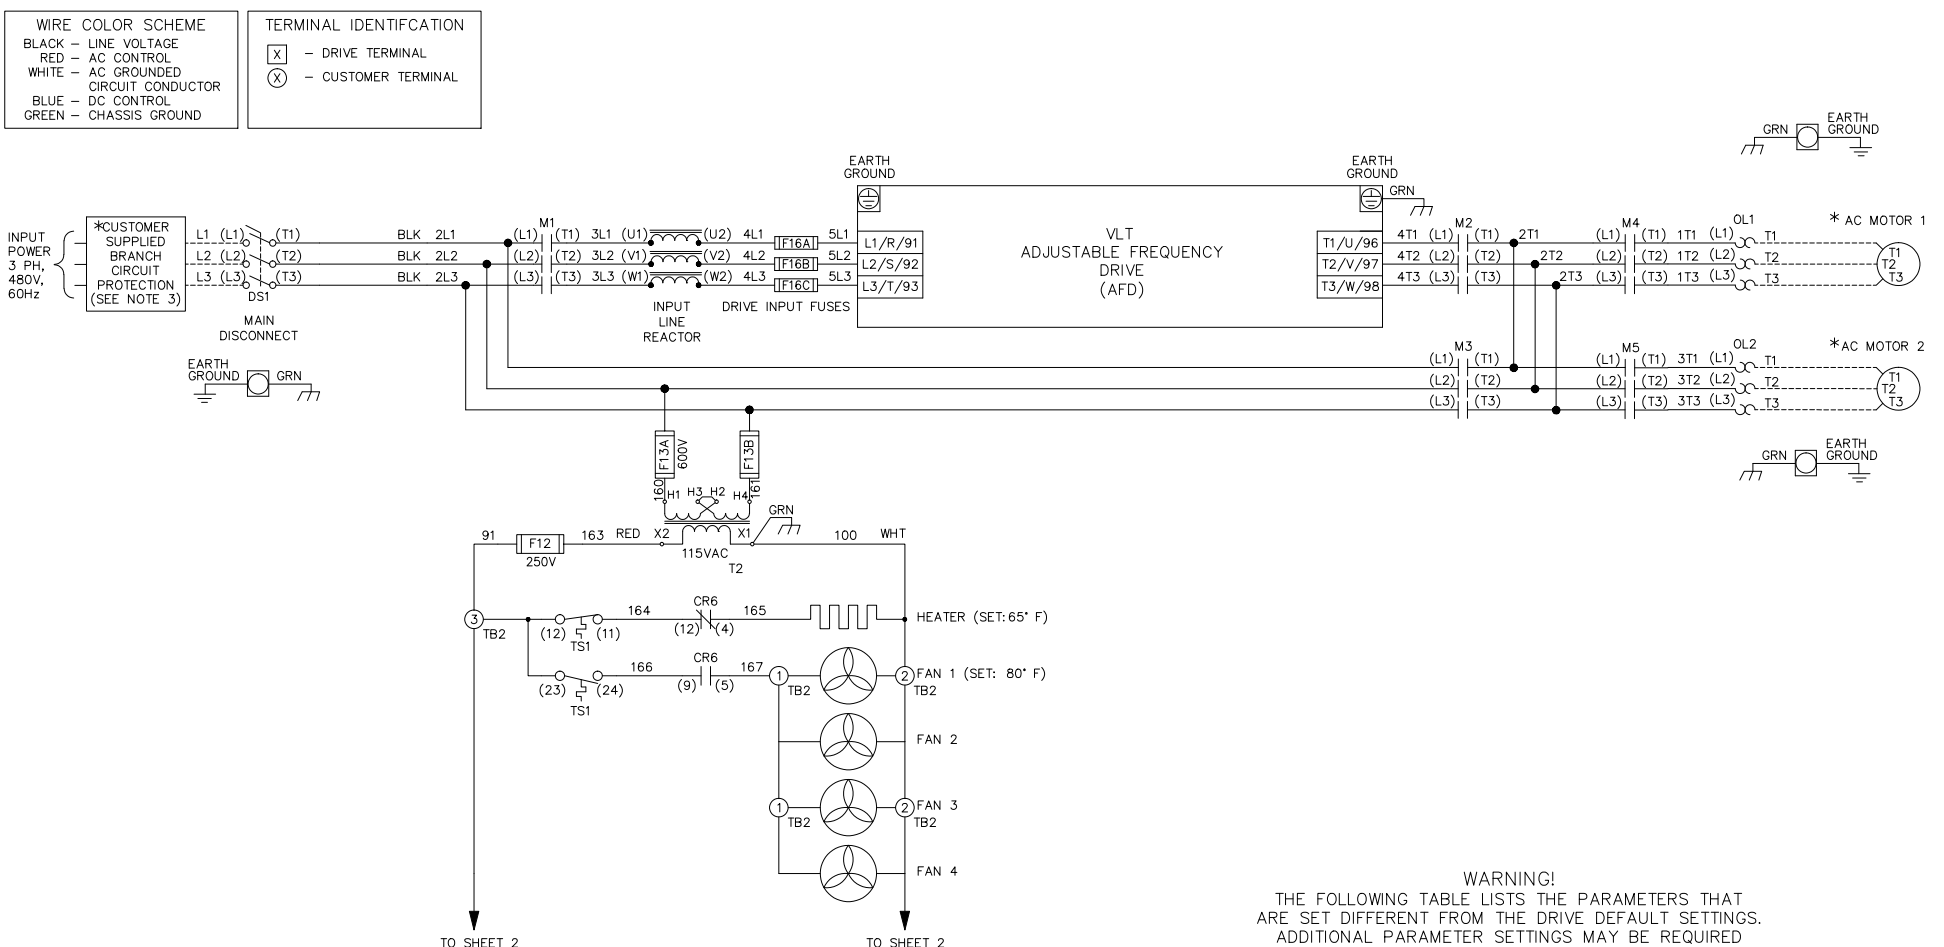 WIRE COLOR SCHEME
BLACK – LINE VOLTAGE
RED – AC CONTROL
WHITE – AC GROUNDED
CIRCUIT CONDUCTOR
BLUE – DC CONTROL
GREEN – CHASSIS GROUND
TERMINAL IDENTIFCATION
X – DRIVE TERMINAL
X – CUSTOMER TERMINAL
GRN EARTH
GROUND
INPUT
POWER
3 PH,
480V,
60Hz
*CUSTOMER
SUPPLIED
BRANCH
CIRCUIT
PROTECTION
(SEE NOTE 3)
L1 (L1) (T1) BLK 2L1 (L1) M1 (T1) 3L1 (U1) (U2) 4L1 F16A 5L1
L2 (L2) (T2) BLK 2L2 (L2) (T2) 3L2 (V1) (V2) 4L2 F16B 5L2
L3 (L3) (T3) BLK 2L3 (L3) (T3) 3L3 (W1) (W2) 4L3 F16C 5L3
DS1
MAIN
DISCONNECT
INPUT
LINE
REACTOR
DRIVE INPUT FUSES
EARTH
GROUND
EARTH
GROUND
GRN
L1/R/91
L2/S/92
L3/T/93
VLT
ADJUSTABLE FREQUENCY
DRIVE
(AFD)
T1/U/96
T2/V/97
T3/W/98
4T1 (L1) M2 (T1) 2T1 (L1) M4 (T1) 1T1 (L1) OL1 T1
4T2 (L2) (T2) 2T2 (L2) (T2) 1T2 (L2) T2
4T3 (L3) (T3) 2T3 (L3) (T3) 1T3 (L3) T3
* AC MOTOR 1
T1
T2
T3
EARTH
GROUND GRN
(L1) M3 (T1) (L1) M5 (T1) 3T1 (L1) OL2 T1
(L2) (T2) (L2) (T2) 3T2 (L2) T2
(L3) (T3) (L3) (T3) 3T3 (L3) T3
*AC MOTOR 2
T1
T2
T3
GRN EARTH
GROUND
F13A
600V
F13B
160
161
H1 H3 H2 H4
GRN
91 F12 163 RED X2 X1 100 WHT
250V
115VAC
T2
3
TB2
(12) (11)
TS1
164 CR6 165
(12) (4)
HEATER (SET: 65° F)
(23) (24)
TS1
166 CR6 167
(9) (5)
1
TB2
2
TB2
FAN 1 (SET: 80° F)
FAN 2
1
TB2
2
TB2
FAN 3
FAN 4
TO SHEET 2
TO SHEET 2
WARNING!
THE FOLLOWING TABLE LISTS THE PARAMETERS THAT
ARE SET DIFFERENT FROM THE DRIVE DEFAULT SETTINGS.
ADDITIONAL PARAMETER SETTINGS MAY BE REQUIRED